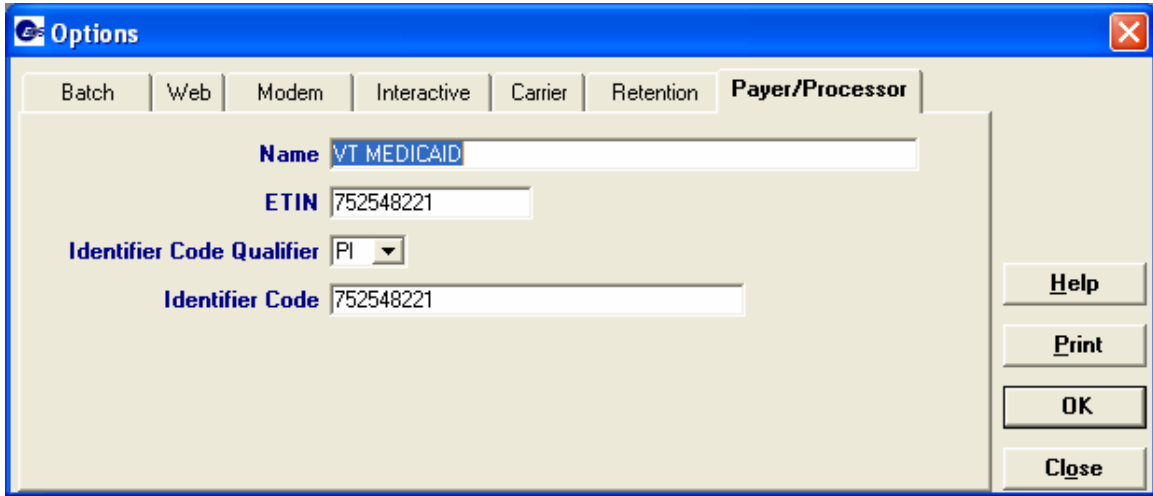 Options
Batch Web Modem Interactive Carrier Retention Payer/Processor
Name VT MEDICAID
ETIN 752548221
Identifier Code Qualifier PI
Identifier Code 752548221
Help
Print
OK
Close